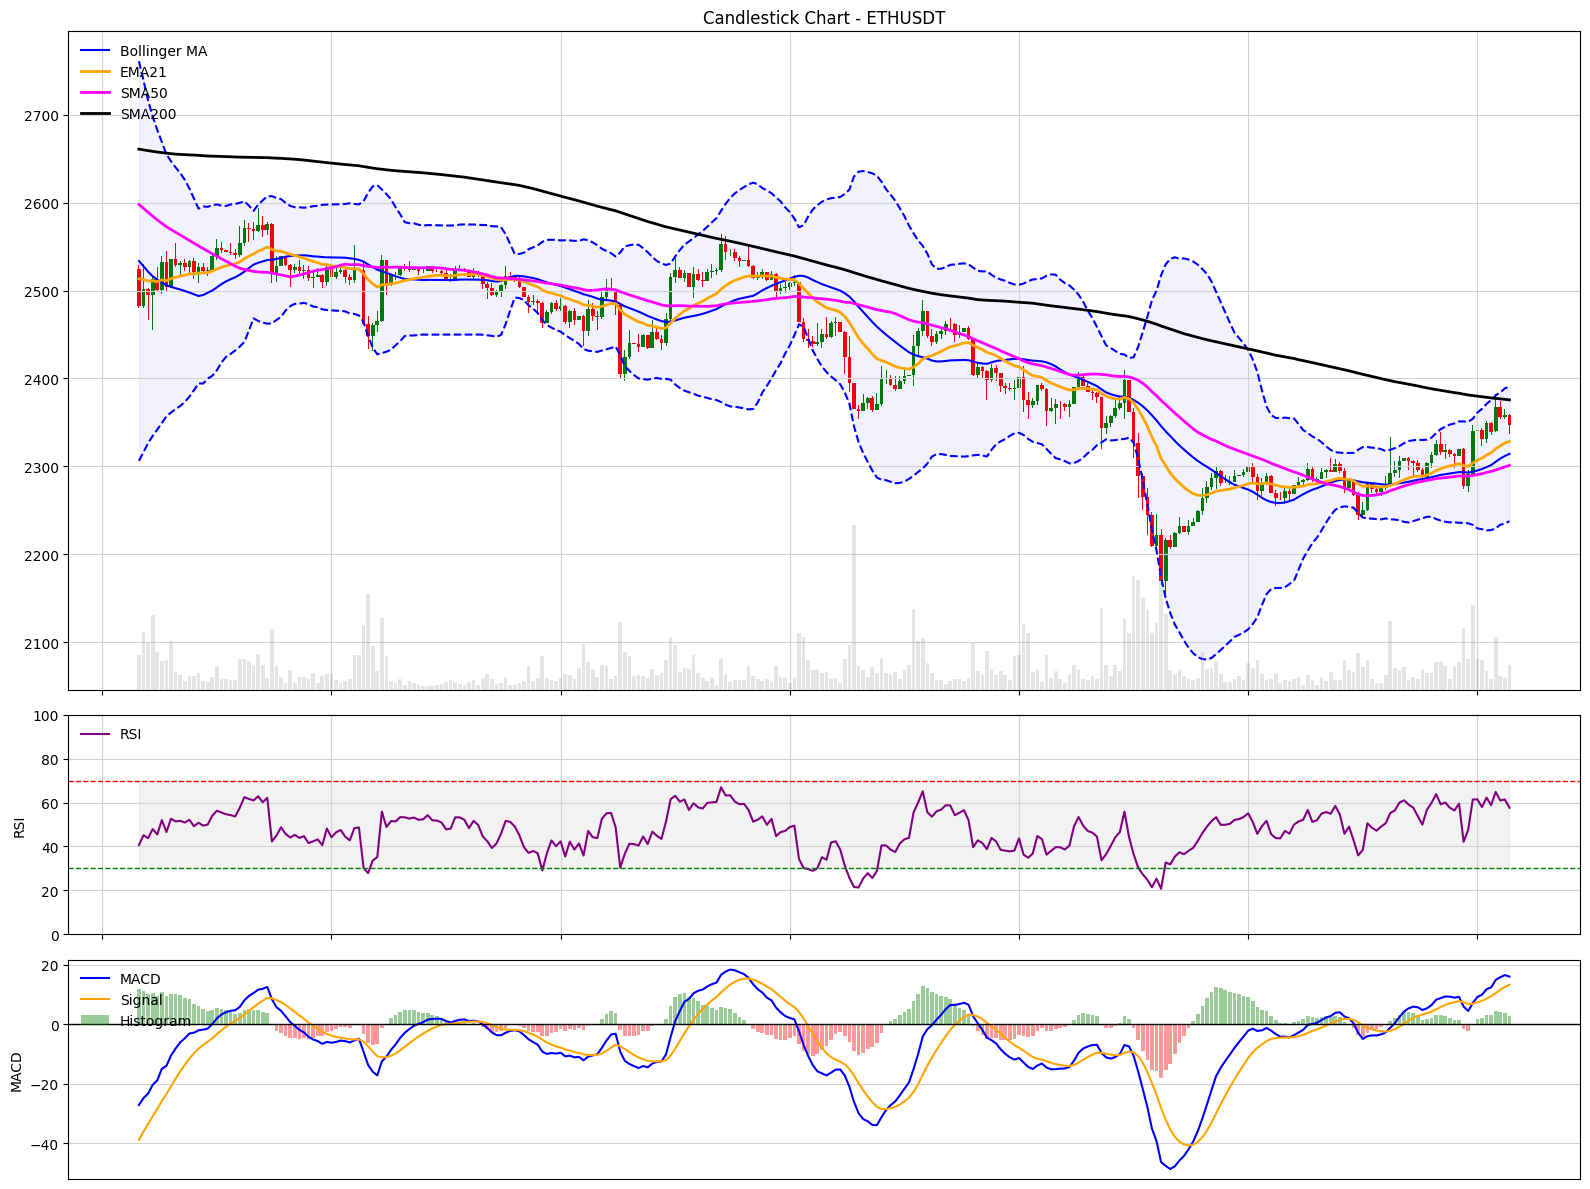 Candlestick Chart - ETHUSDT
Bollinger MA
EMA21
SMA50
SMA200
2700
2600
2500
2400
2300
2200
2100
RSI
100
80
60
40
20
0
RSI
MACD
Signal
Histogram
20
0
−20
−40
MACD